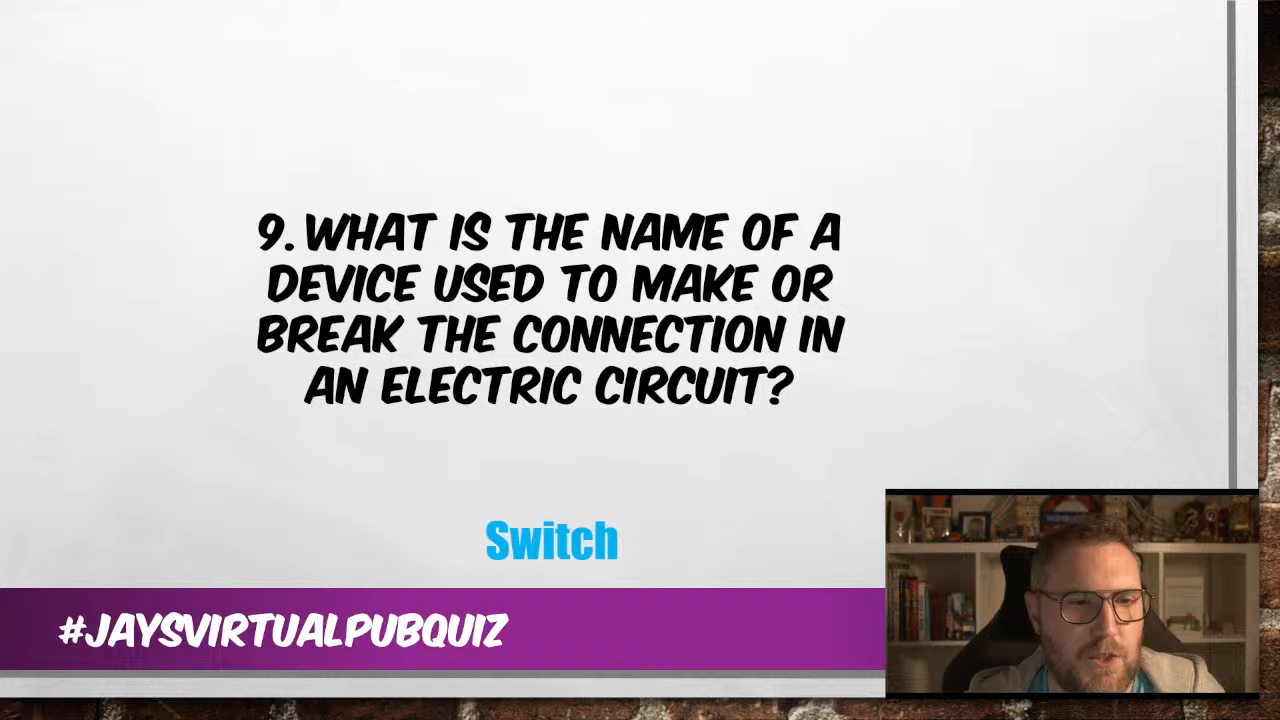 9. WHAT IS THE NAME OF A
DEVICE USED TO MAKE OR
BREAK THE CONNECTION IN
AN ELECTRIC CIRCUIT?
Switch
#JAYSVIRTUALPUBQUIZ